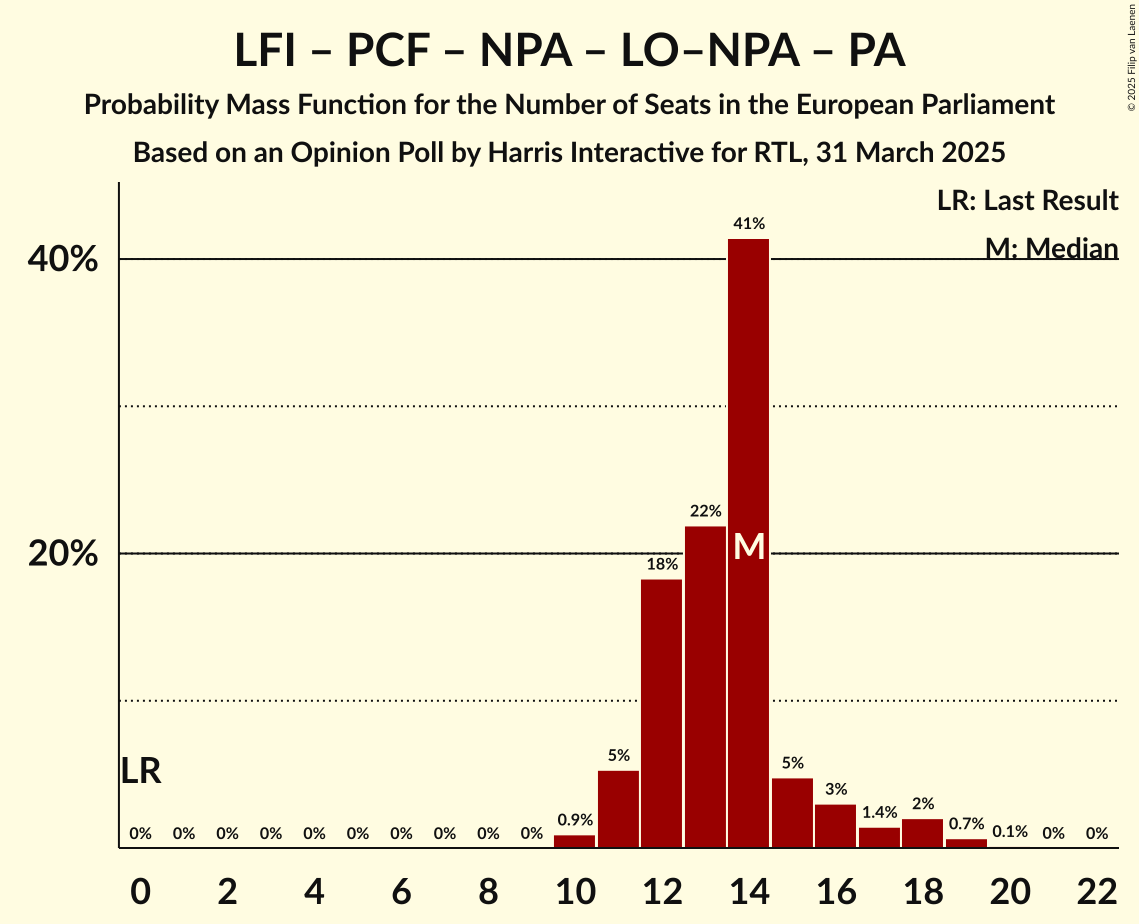 LFI – PCF – NPA – LO–NPA – PA
Probability Mass Function for the Number of Seats in the European Parliament
Based on an Opinion Poll by Harris Interactive for RTL, 31 March 2025
© 2025 Filip van Laenen
LR: Last Result
M: Median
40%
20%
41%
22%
18%
M
5%
5%
3%
2%
1.4%
0.9%
0.7%
0.1%
LR
0% 0% 0% 0% 0% 0% 0% 0% 0% 0%
0% 0%
0 2 4 6 8 10 12 14 16 18 20 22